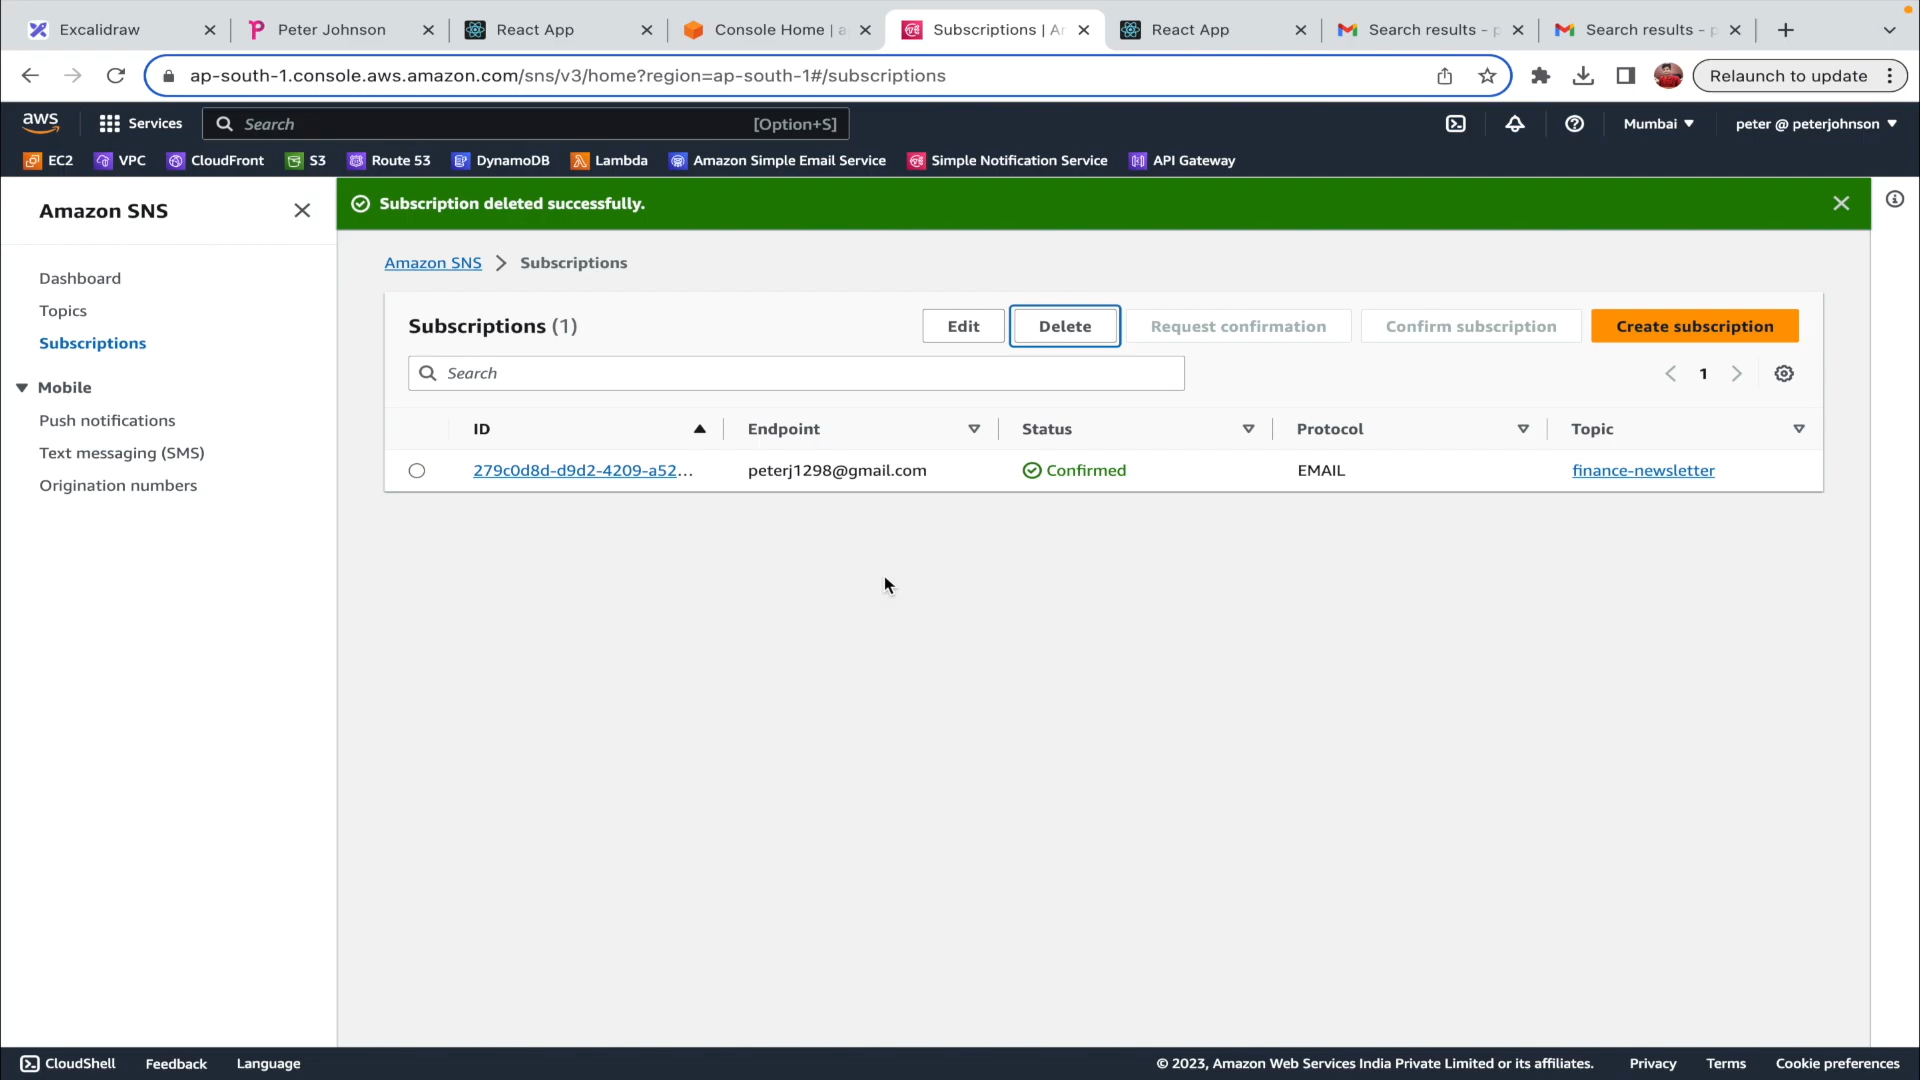 Excalidraw
Peter Johnson
React App
Console Home | a
Subscriptions | Ar
React App
Search results - p
Search results - p
ap-south-1.console.aws.amazon.com/sns/v3/home?region=ap-south-1#/subscriptions
Relaunch to update
aws
Services
Search
[Option+S]
Mumbai
peter @ peterjohnson
EC2
VPC
CloudFront
S3
Route 53
DynamoDB
Lambda
Amazon Simple Email Service
Simple Notification Service
API Gateway
Amazon SNS
Dashboard
Topics
Subscriptions
Mobile
Push notifications
Text messaging (SMS)
Origination numbers
Subscription deleted successfully.
Amazon SNS
Subscriptions
Subscriptions (1)
Edit
Delete
Request confirmation
Confirm subscription
Create subscription
Search
1
ID
Endpoint
Status
Protocol
Topic
279c0d8d-d9d2-4209-a52...
peterj1298@gmail.com
Confirmed
EMAIL
finance-newsletter
CloudShell
Feedback
Language
© 2023, Amazon Web Services India Private Limited or its affiliates.
Privacy
Terms
Cookie preferences